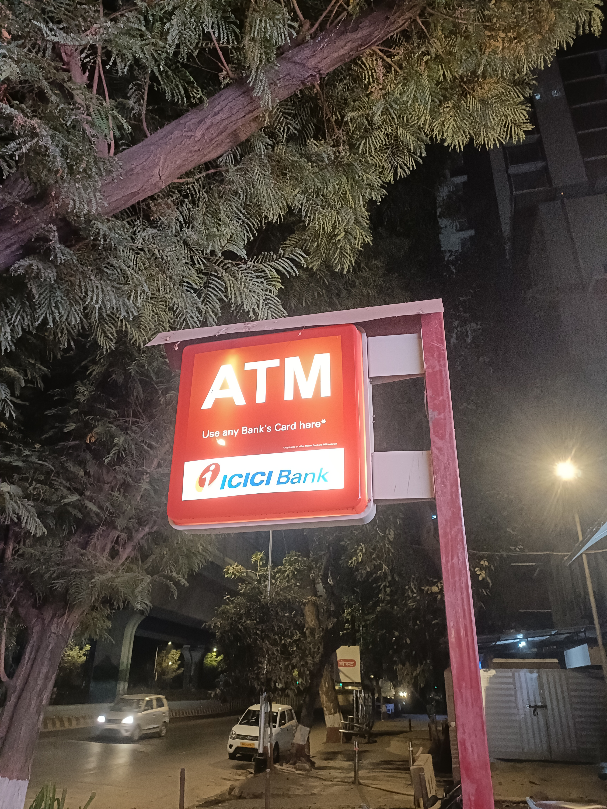 ATM
Use any Bank's Card here*
ICICI Bank